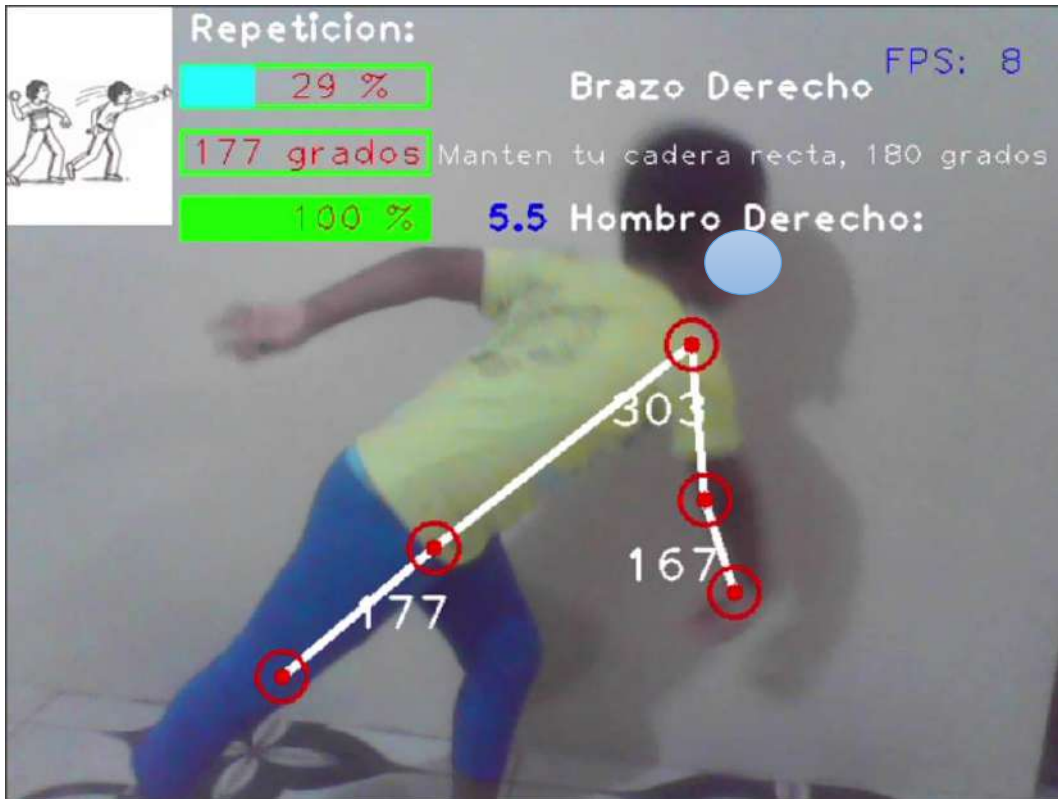 Repeticion:
FPS: 8
29 %
Brazo Derecho
177 grados
Manten tu cadera recta, 180 grados
100 %
5.5
Hombro Derecho:
303
167
177